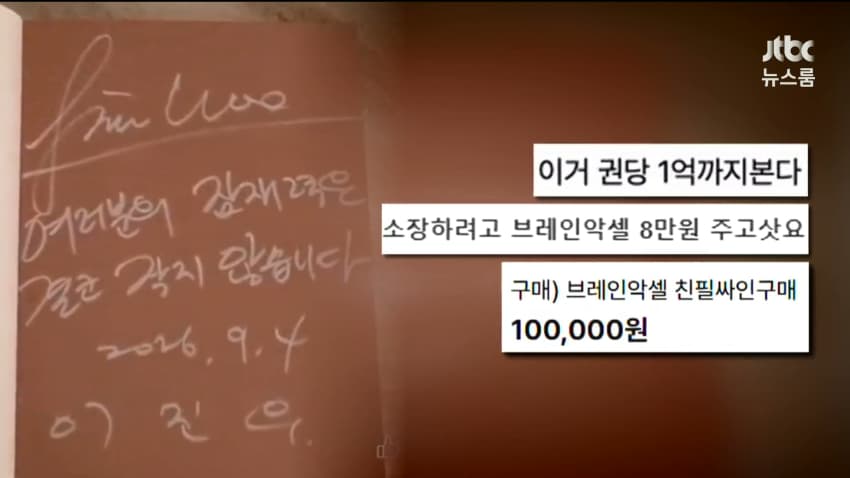 jtbc
뉴스룸
Jin Woo
여러분의 잠재력은
결코 작지 않습니다
2026. 9. 4
이 진 우.
이거 권당 1억까지본다
소장하려고 브레인악셀 8만원 주고삿요
구매) 브레인악셀 친필싸인구매
100,000원